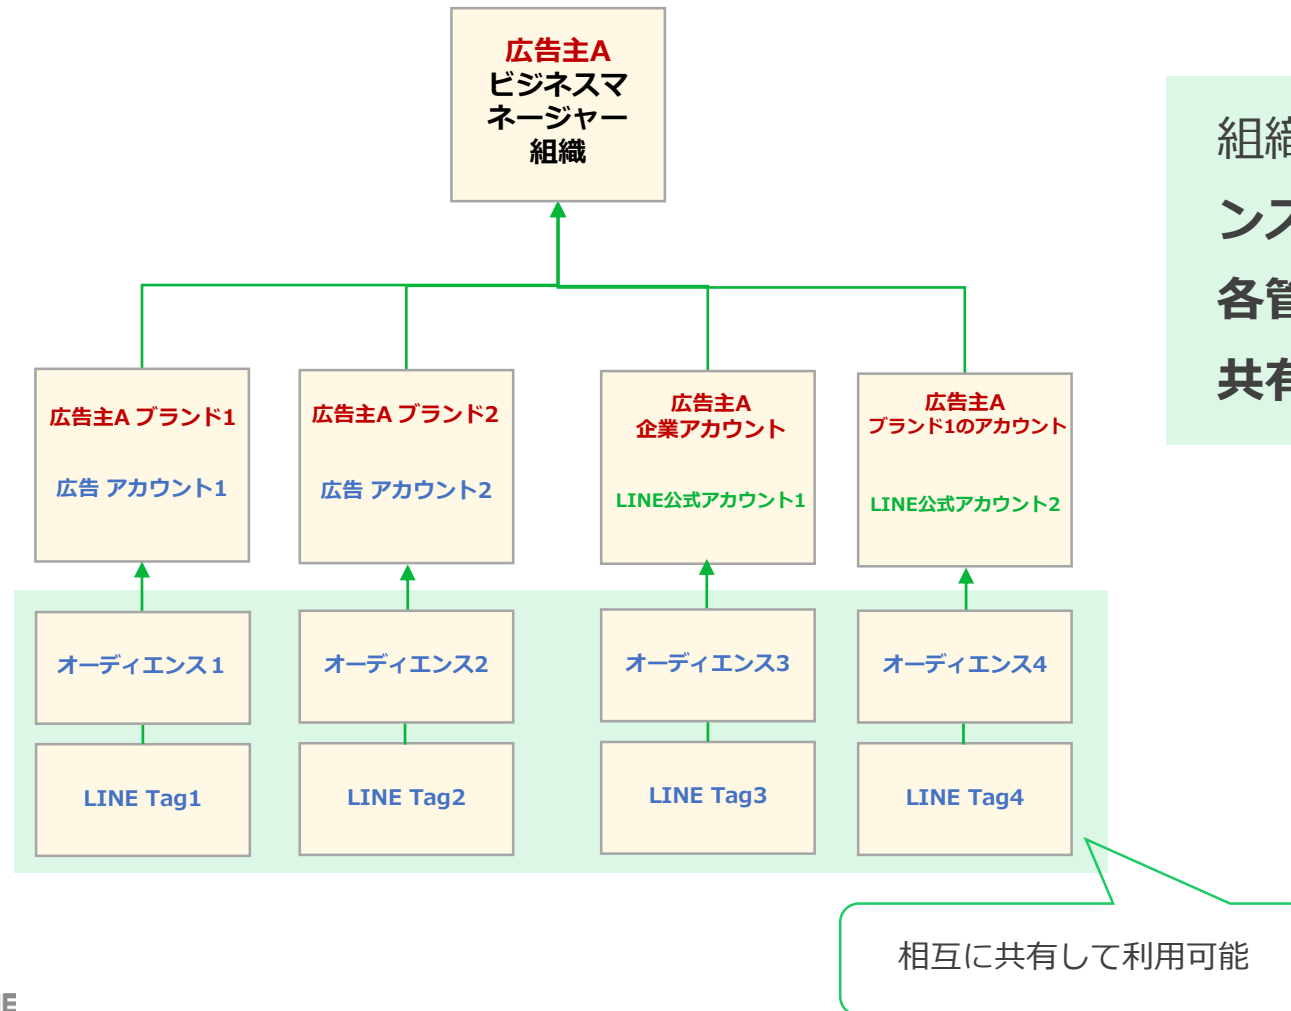 広告主A
ビジネスマ
ネージャー
組織
組織
ンス
各管
共有
広告主A ブランド1
広告 アカウント1
広告主A ブランド2
広告 アカウント2
広告主A
企業アカウント
LINE公式アカウント1
広告主A
ブランド1のアカウント
LINE公式アカウント2
オーディエンス1
オーディエンス2
オーディエンス3
オーディエンス4
LINE Tag1
LINE Tag2
LINE Tag3
LINE Tag4
相互に共有して利用可能